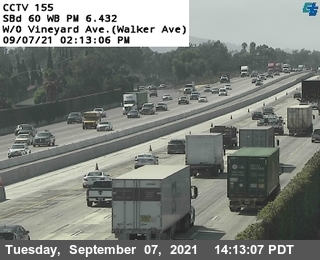 CCTV 155
SBd 60 WB PM 6.432
W/O Vineyard Ave.(Walker Ave)
09/07/21 02:13:06 PM
Tuesday, September 07, 2021 14:13:07 PDT